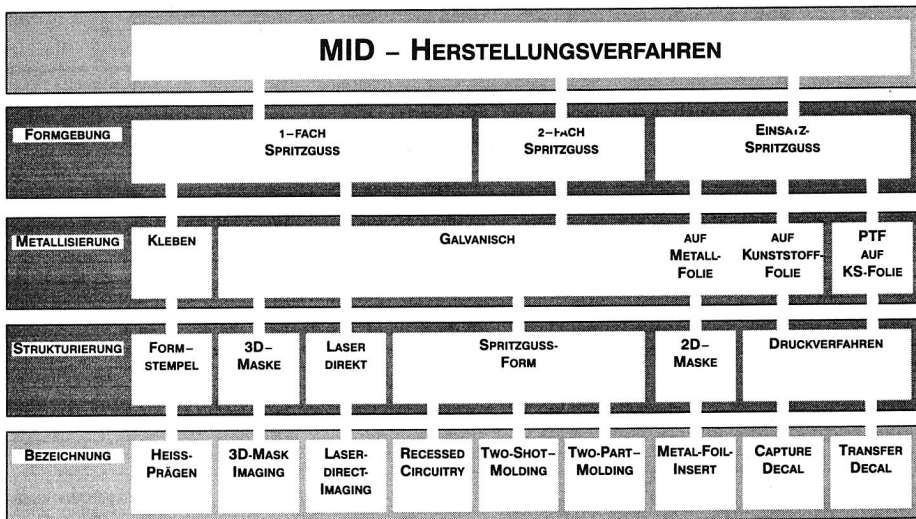 MID – HERSTELLUNGSVERFAHREN
FORMGEBUNG
1–FACH
SPRITZGUSS
2–FACH
SPRITZGUSS
EINSATZ-
SPRITZGUSS
METALLISIERUNG
KLEBEN
GALVANISCH
AUF
METALL-
FOLIE
AUF
KUNSTSTOFF-
FOLIE
PTF
AUF
KS-FOLIE
STRUKTURIERUNG
FORM–
STEMPEL
3D–
MASKE
LASER
DIREKT
SPRITZGUSS-
FORM
2D–
MASKE
DRUCKVERFAHREN
BEZEICHNUNG
HEISS-
PRÄGEN
3D-MASK
IMAGING
LASER-
DIRECT-
IMAGING
RECESSED
CIRCUITRY
TWO-SHOT–
MOLDING
TWO-PART–
MOLDING
METAL-FOIL-
INSERT
CAPTURE
DECAL
TRANSFER
DECAL